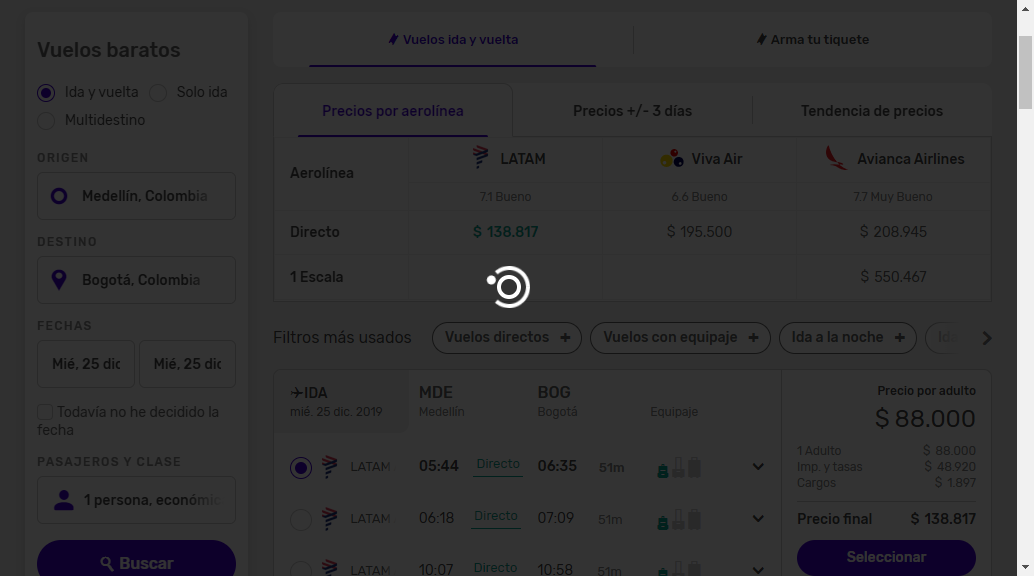 Vuelos baratos
Ida y vuelta
Solo ida
Multidestino
ORIGEN
Medellín, Colombia
DESTINO
Bogotá, Colombia
FECHAS
Mié, 25 dic
Mié, 25 dic
Todavía no he decidido la
fecha
PASAJEROS Y CLASE
1 persona, económic
Buscar
Vuelos ida y vuelta
Arma tu tiquete
Precios por aerolínea
Precios +/- 3 días
Tendencia de precios
Aerolínea
LATAM
Viva Air
Avianca Airlines
7.1 Bueno
6.6 Bueno
7.7 Muy Bueno
Directo
$ 138.817
$ 195.500
$ 208.945
1 Escala
$ 550.467
Filtros más usados
Vuelos directos +
Vuelos con equipaje +
Ida a la noche +
IDA
mié. 25 dic. 2019
MDE
Medellín
BOG
Bogotá
Equipaje
LATAM
05:44
Directo
06:35
51m
LATAM
06:18
Directo
07:09
51m
LATAM
10:07
Directo
10:58
51m
Precio por adulto
$ 88.000
1 Adulto
$ 88.000
Imp. y tasas
$ 48.920
Cargos
$ 1.897
Precio final
$ 138.817
Seleccionar